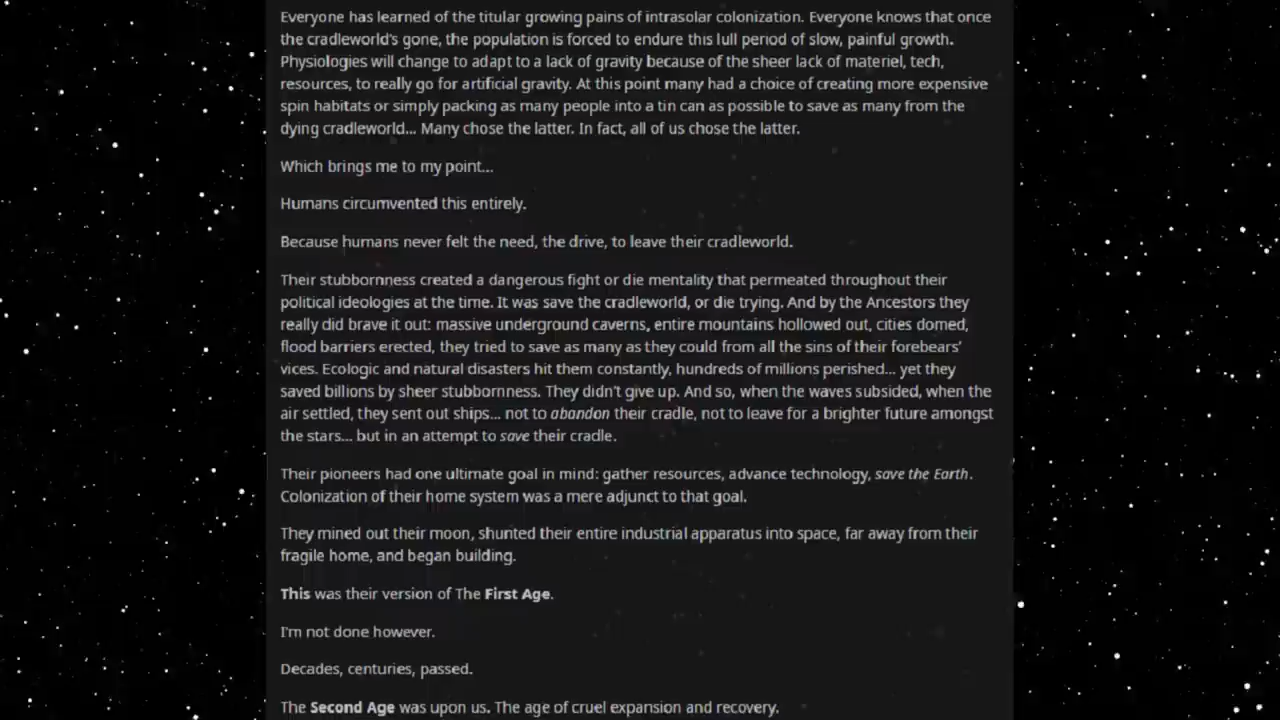 Everyone has learned of the titular growing pains of intrasolar colonization. Everyone knows that once
the cradleworld's gone, the population is forced to endure this lull period of slow, painful growth.
Physiologies will change to adapt to a lack of gravity because of the sheer lack of materiel, tech,
resources, to really go for artificial gravity. At this point many had a choice of creating more expensive
spin habitats or simply packing as many people into a tin can as possible to save as many from the
dying cradleworld... Many chose the latter. In fact, all of us chose the latter.
Which brings me to my point...
Humans circumvented this entirely.
Because humans never felt the need, the drive, to leave their cradleworld.
Their stubbornness created a dangerous fight or die mentality that permeated throughout their
political ideologies at the time. It was save the cradleworld, or die trying. And by the Ancestors they
really did brave it out: massive underground caverns, entire mountains hollowed out, cities domed,
flood barriers erected, they tried to save as many as they could from all the sins of their forebears'
vices. Ecologic and natural disasters hit them constantly, hundreds of millions perished... yet they
saved billions by sheer stubbornness. They didn't give up. And so, when the waves subsided, when the
air settled, they sent out ships... not to abandon their cradle, not to leave for a brighter future amongst
the stars... but in an attempt to save their cradle.
Their pioneers had one ultimate goal in mind: gather resources, advance technology, save the Earth.
Colonization of their home system was a mere adjunct to that goal.
They mined out their moon, shunted their entire industrial apparatus into space, far away from their
fragile home, and began building.
This was their version of The First Age.
I'm not done however.
Decades, centuries, passed.
The Second Age was upon us. The age of cruel expansion and recovery.